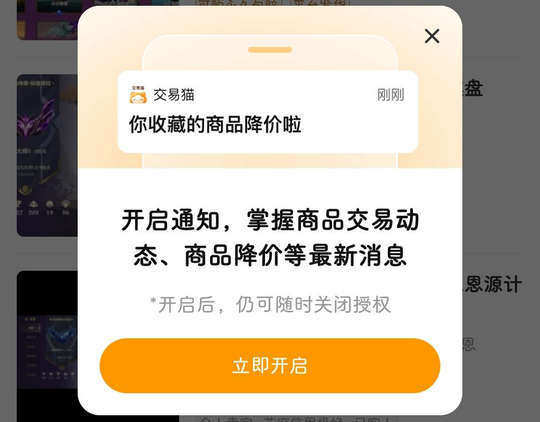 交易猫
刚刚
你收藏的商品降价啦
开启通知，掌握商品交易动
态、商品降价等最新消息
*开启后，仍可随时关闭授权
立即开启
盘
恩源计
恩